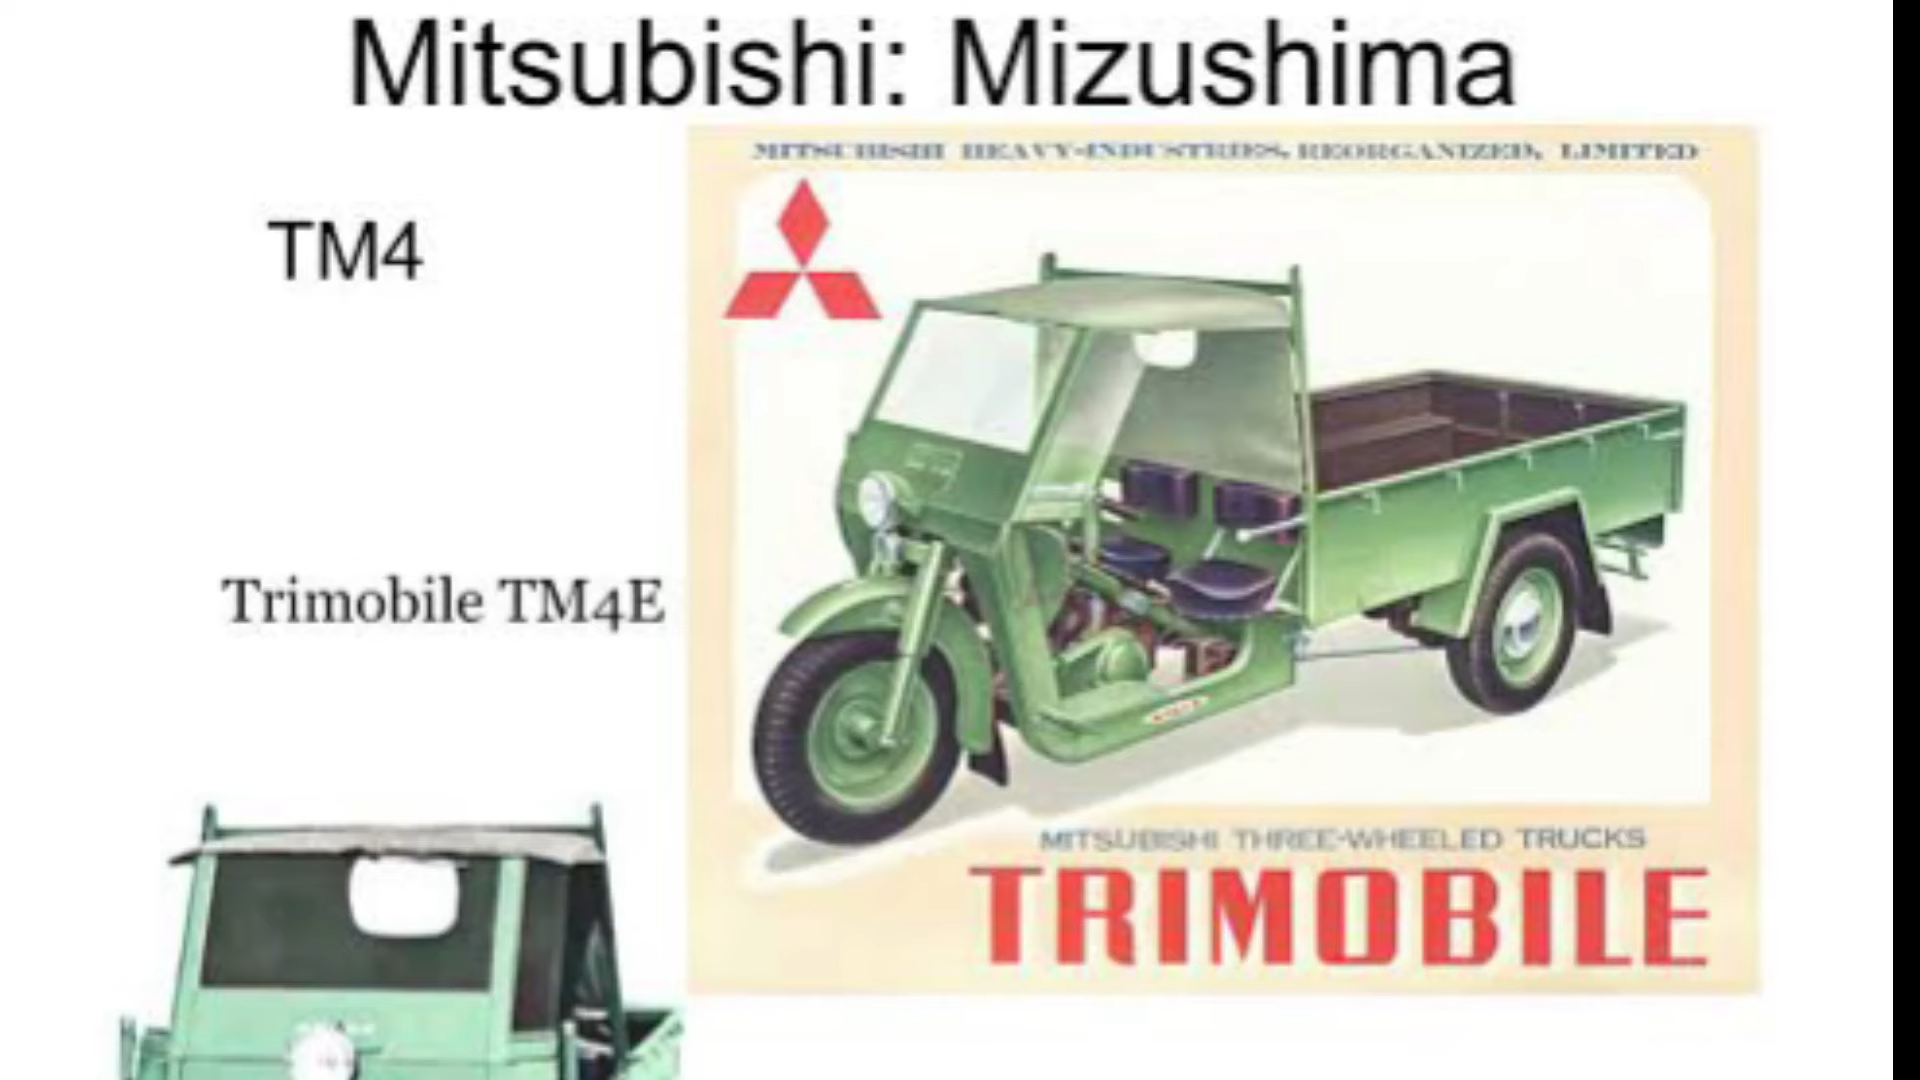 Mitsubishi: Mizushima
MITSUBISHI HEAVY-INDUSTRIES, REORGANIZED, LIMITED
TM4
Trimobile TM4E
MITSUBISHI THREE-WHEELED TRUCKS
TRIMOBILE